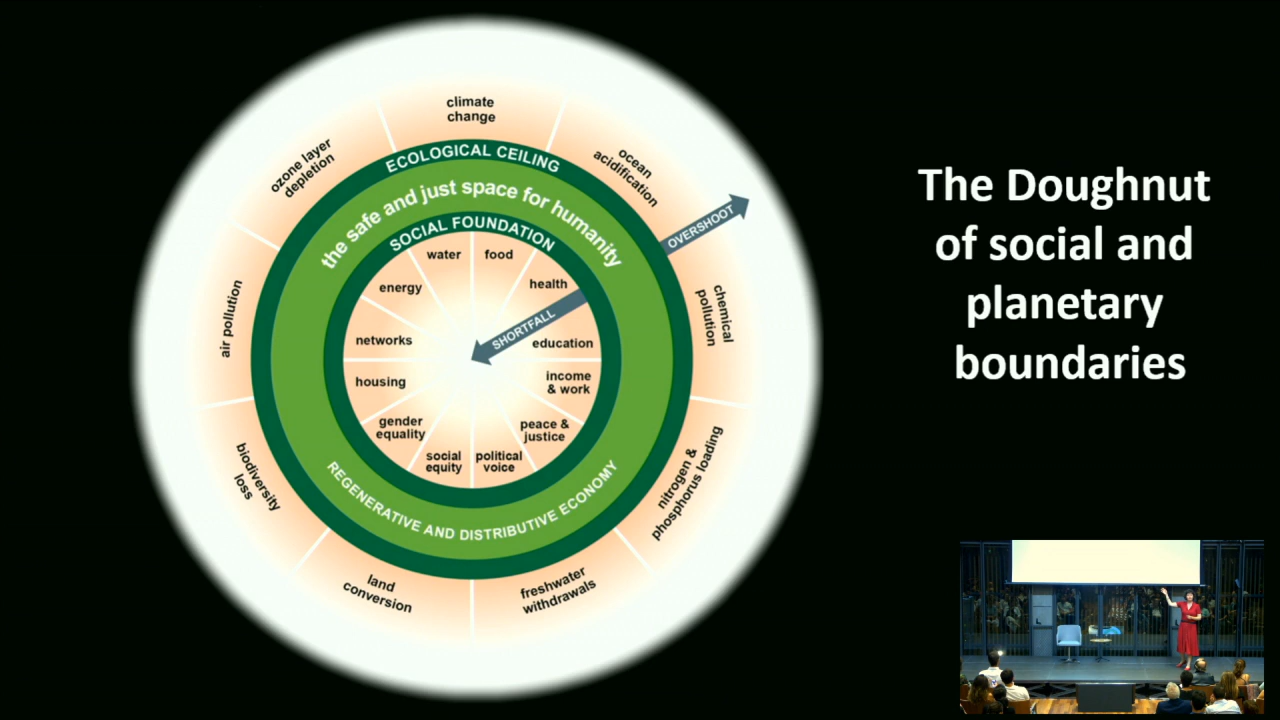 climate
change
ozone layer
depletion
ocean
acidification
ECOLOGICAL CEILING
the safe and just space for humanity
SOCIAL FOUNDATION
OVERSHOOT
water
food
energy
health
SHORTFALL
networks
education
housing
income
& work
gender
equality
peace &
justice
social
equity
political
voice
REGENERATIVE AND DISTRIBUTIVE ECONOMY
air pollution
chemical
pollution
biodiversity
loss
nitrogen &
phosphorus loading
land
conversion
freshwater
withdrawals
The Doughnut
of social and
planetary
boundaries